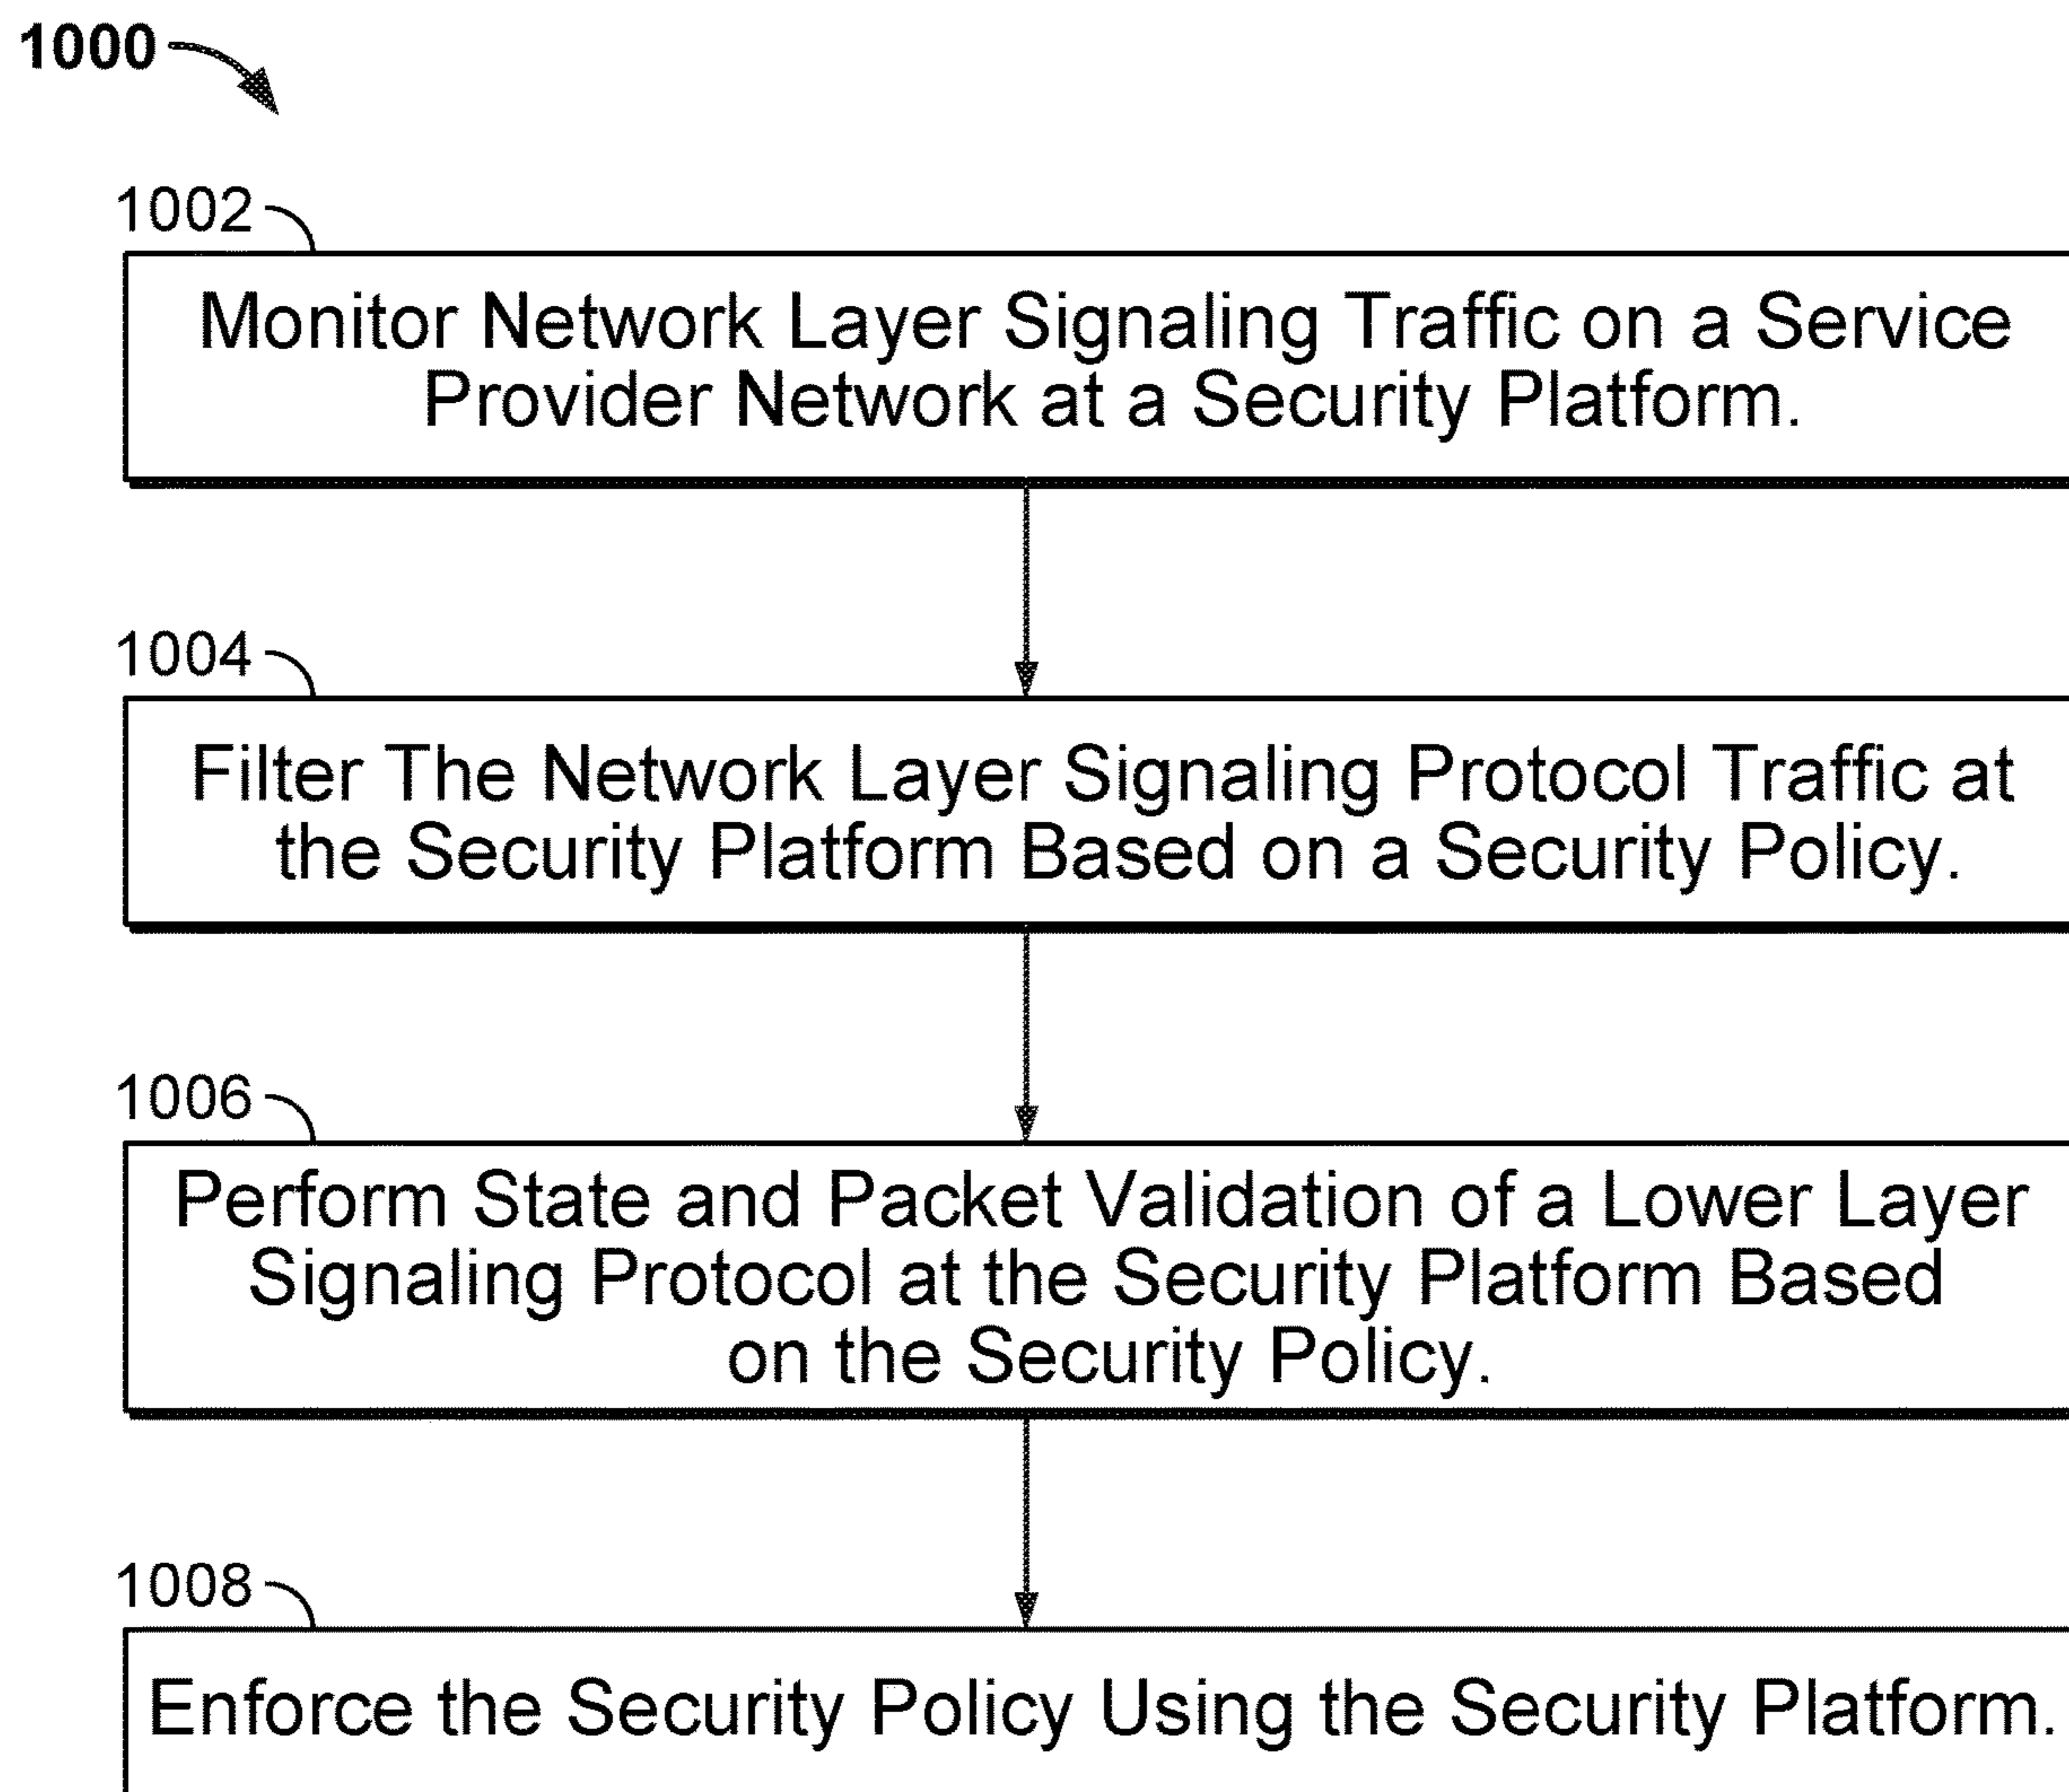 1000
1002
Monitor Network Layer Signaling Traffic on a Service
Provider Network at a Security Platform.
1004
Filter The Network Layer Signaling Protocol Traffic at
the Security Platform Based on a Security Policy.
1006
Perform State and Packet Validation of a Lower Layer
Signaling Protocol at the Security Platform Based
on the Security Policy.
1008
Enforce the Security Policy Using the Security Platform.